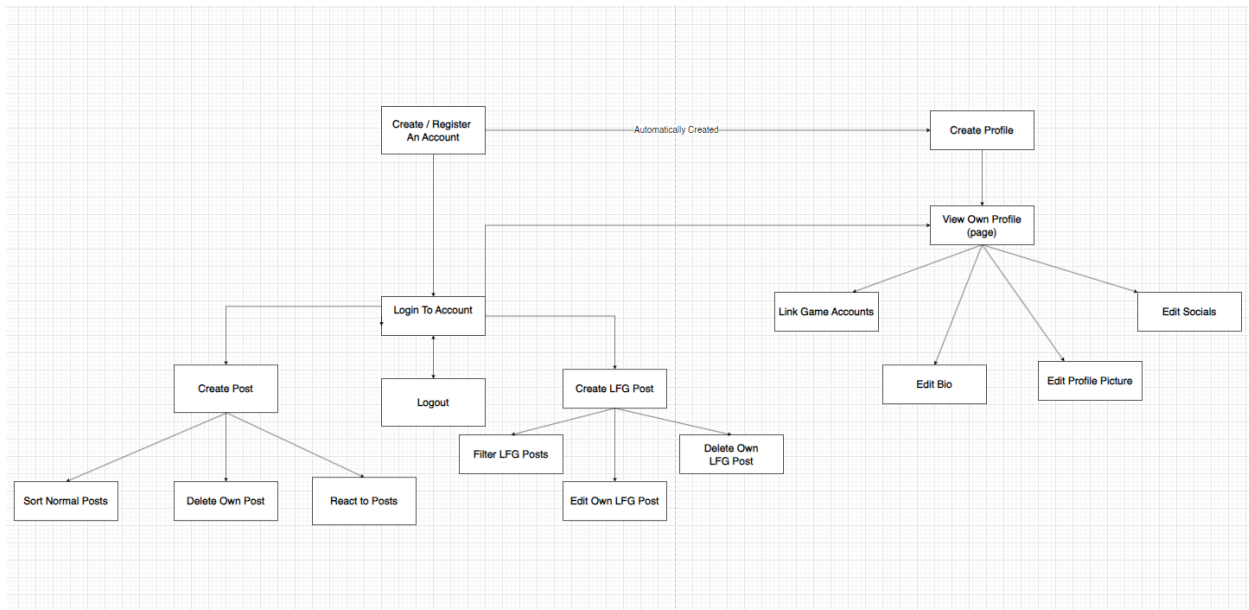 Create / Register
An Account
Automatically Created
Create Profile
View Own Profile
(page)
Login To Account
Link Game Accounts
Edit Socials
Create Post
Logout
Create LFG Post
Edit Bio
Edit Profile Picture
Filter LFG Posts
Delete Own
LFG Post
Sort Normal Posts
Delete Own Post
React to Posts
Edit Own LFG Post